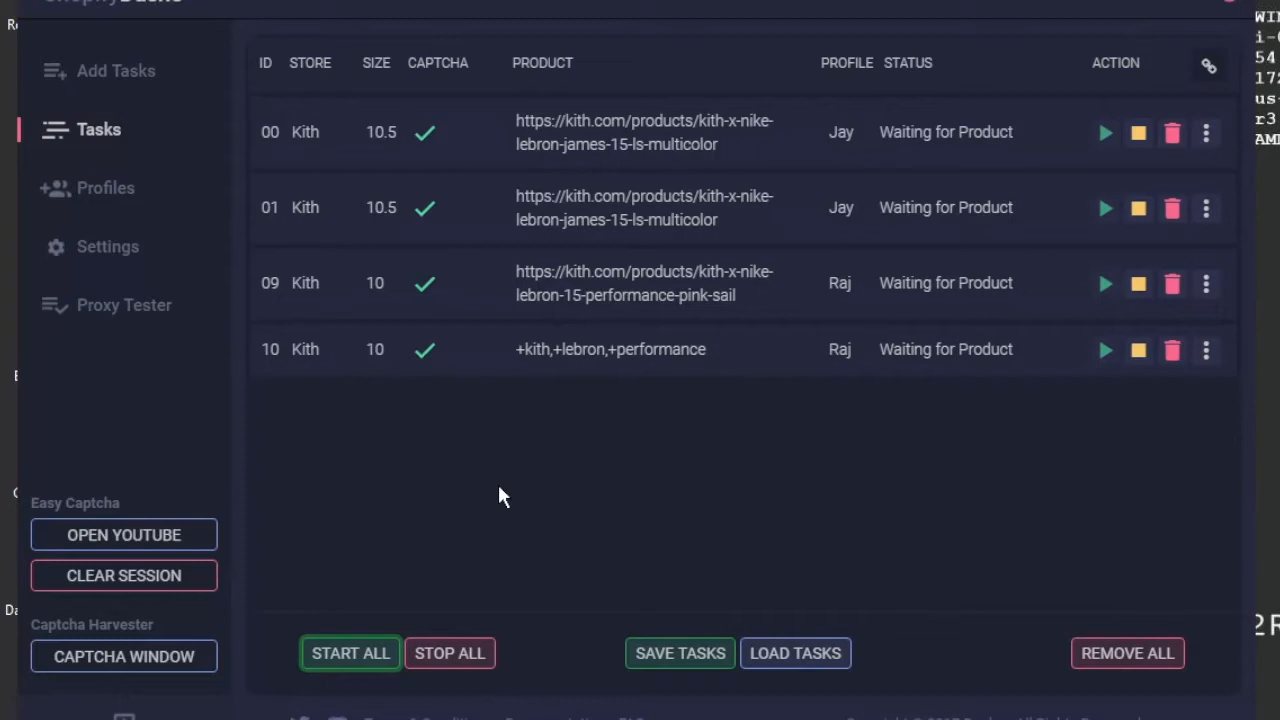 Add Tasks
Tasks
Profiles
Settings
Proxy Tester
Easy Captcha
OPEN YOUTUBE
CLEAR SESSION
Captcha Harvester
CAPTCHA WINDOW
ID STORE SIZE CAPTCHA PRODUCT PROFILE STATUS ACTION
00 Kith 10.5 https://kith.com/products/kith-x-nike-
lebron-james-15-ls-multicolor Jay Waiting for Product
01 Kith 10.5 https://kith.com/products/kith-x-nike-
lebron-james-15-ls-multicolor Jay Waiting for Product
09 Kith 10 https://kith.com/products/kith-x-nike-
lebron-15-performance-pink-sail Raj Waiting for Product
10 Kith 10 +kith,+lebron,+performance Raj Waiting for Product
START ALL STOP ALL SAVE TASKS LOAD TASKS REMOVE ALL